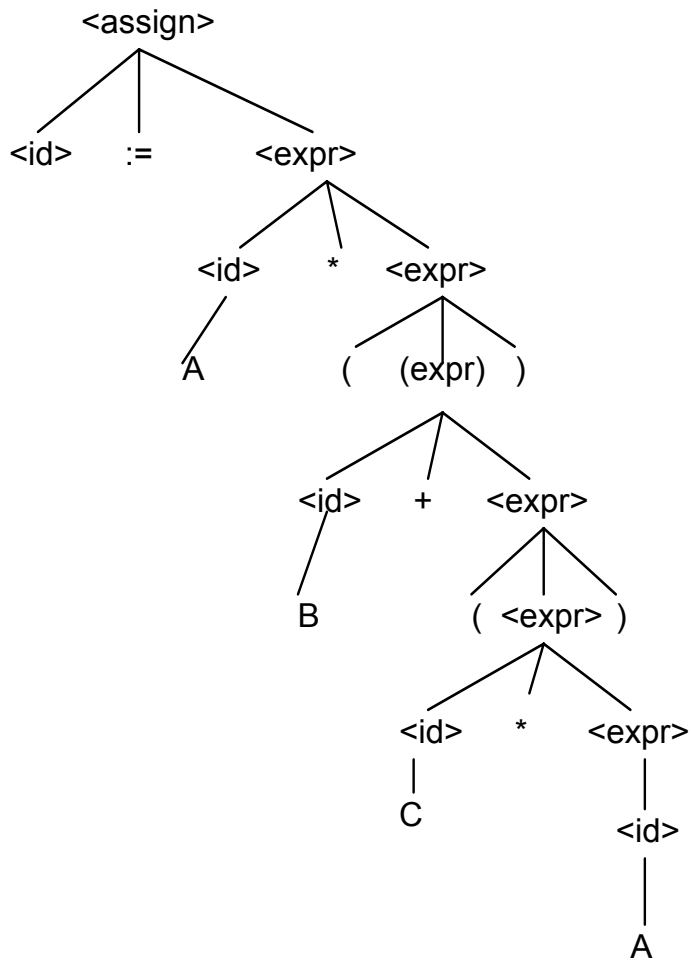 <assign>
<id> := <expr>
<id> * <expr>
A ( (expr) )
<id> + <expr>
B ( <expr> )
<id> * <expr>
C
<id>
A